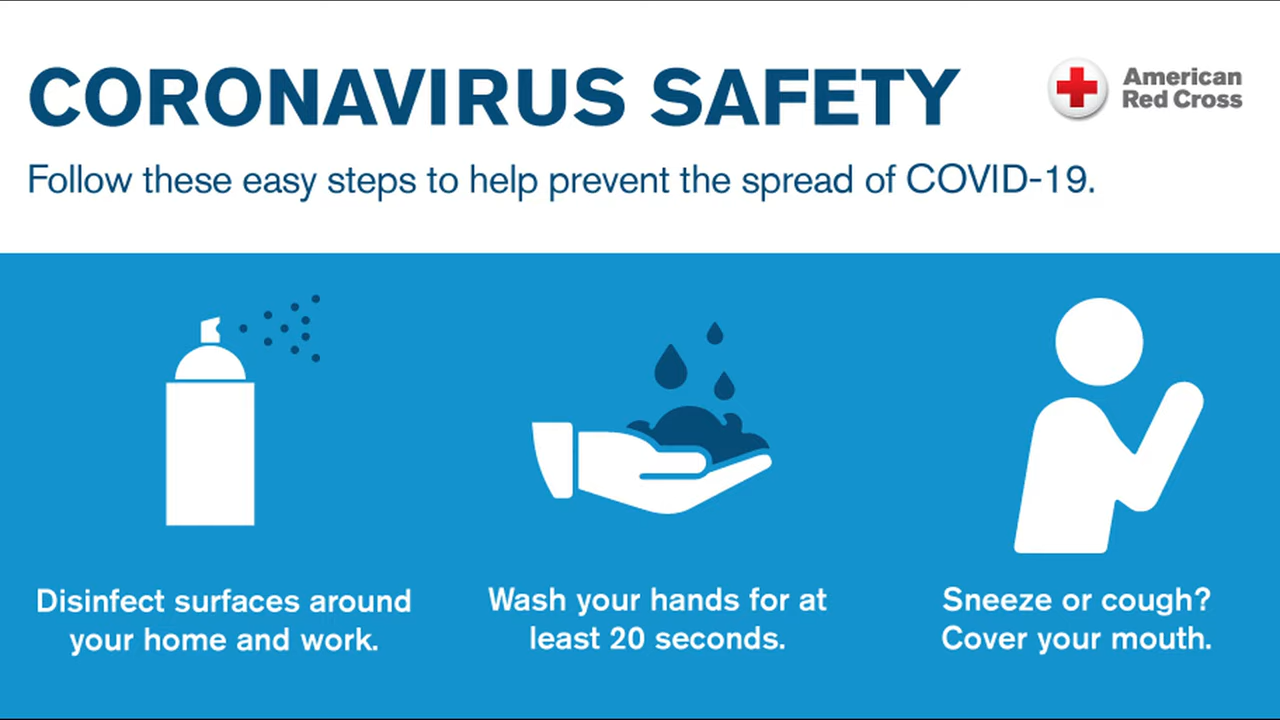 CORONAVIRUS SAFETY
American
Red Cross
Follow these easy steps to help prevent the spread of COVID-19.
Disinfect surfaces around
your home and work.
Wash your hands for at
least 20 seconds.
Sneeze or cough?
Cover your mouth.